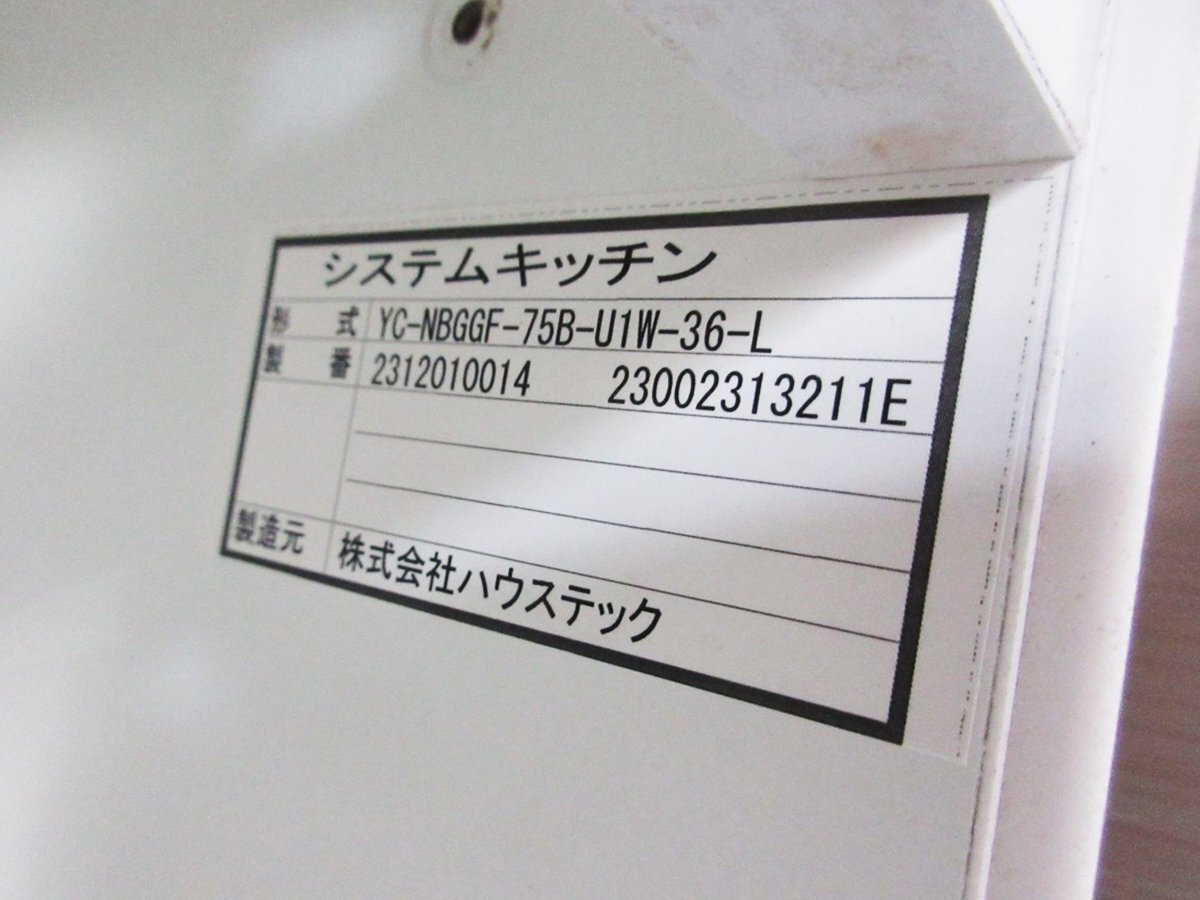 システムキッチン
形 式 YC-NBGGF-75B-U1W-36-L
製 番 2312010014 23002313211E
製造元 株式会社ハウステック